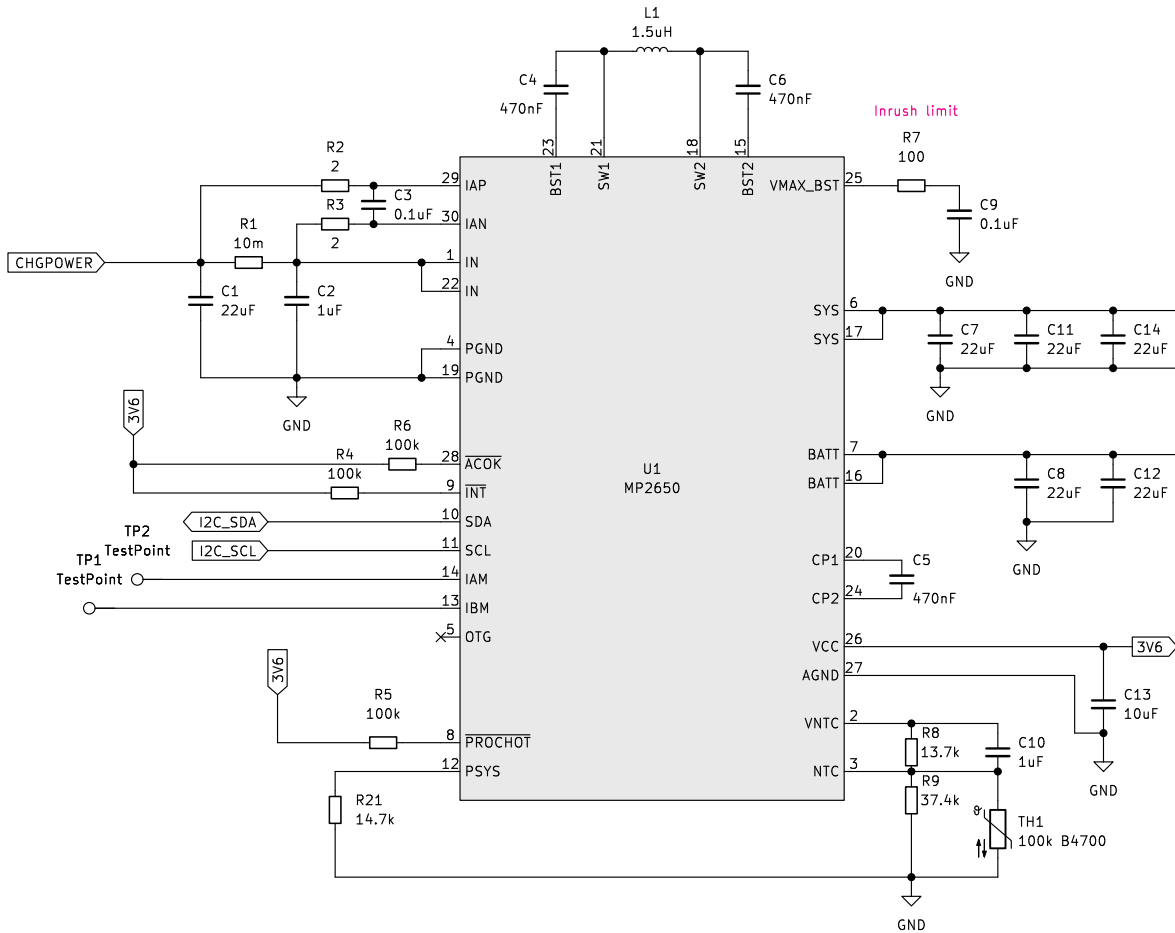 L1
1.5uH
C4
470nF
C6
470nF
Inrush limit
R7
100
23
21
18
15
BST1
SW1
SW2
BST2
R2
2
29
IAP
VMAX_BST
25
C3
0.1uF
R3
2
30
IAN
C9
0.1uF
R1
10m
CHGPOWER
1
IN
GND
22
IN
C1
22uF
C2
1uF
SYS
6
SYS
17
C7
22uF
C11
22uF
C14
22uF
4
PGND
19
PGND
GND
GND
3V6
R6
100k
28
ACOK
R4
100k
9
INT
U1
MP2650
BATT
7
BATT
16
C8
22uF
C12
22uF
GND
I2C_SDA
10
SDA
TP2
TestPoint
I2C_SCL
11
SCL
TP1
TestPoint
14
IAM
13
IBM
5
OTG
CP1
20
CP2
24
C5
470nF
VCC
26
3V6
AGND
27
C13
10uF
GND
3V6
R5
100k
8
PROCHOT
12
PSYS
R21
14.7k
VNTC
2
R8
13.7k
C10
1uF
NTC
3
R9
37.4k
TH1
100k B4700
ϑ
GND